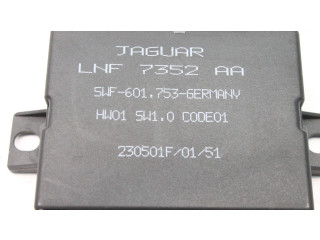 JAGUAR
LNF 7352 AA
SWF-601.753-GERMANY
HW01 SW1.0 CODE01
230501F/01/51